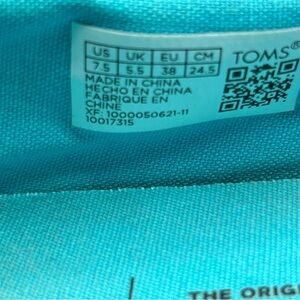 US UK EU CM TOMS®
7.5 5.5 38 24.5
MADE IN CHINA
HECHO EN CHINA
FABRIQUE EN
CHINE
XF: 1000050621-11
10017315
THE ORIG